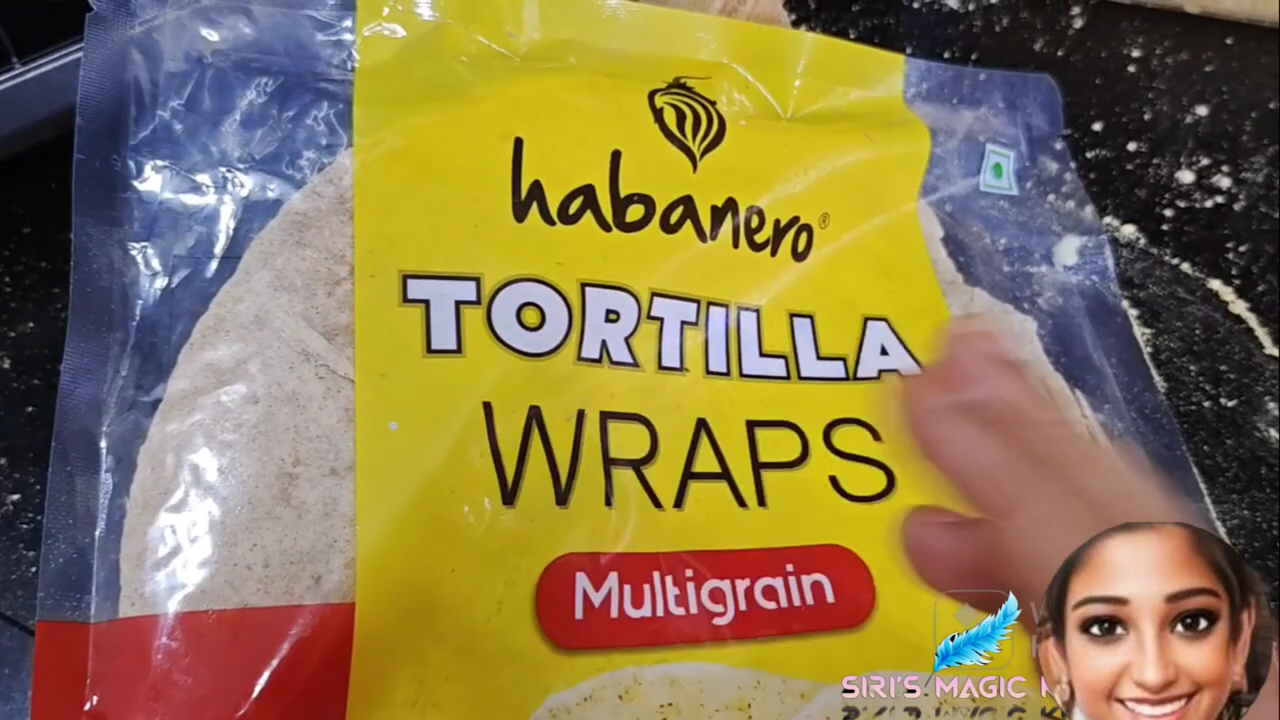 habanero®
TORTILLA
WRAPS
Multigrain
SIRI'S MAGIC